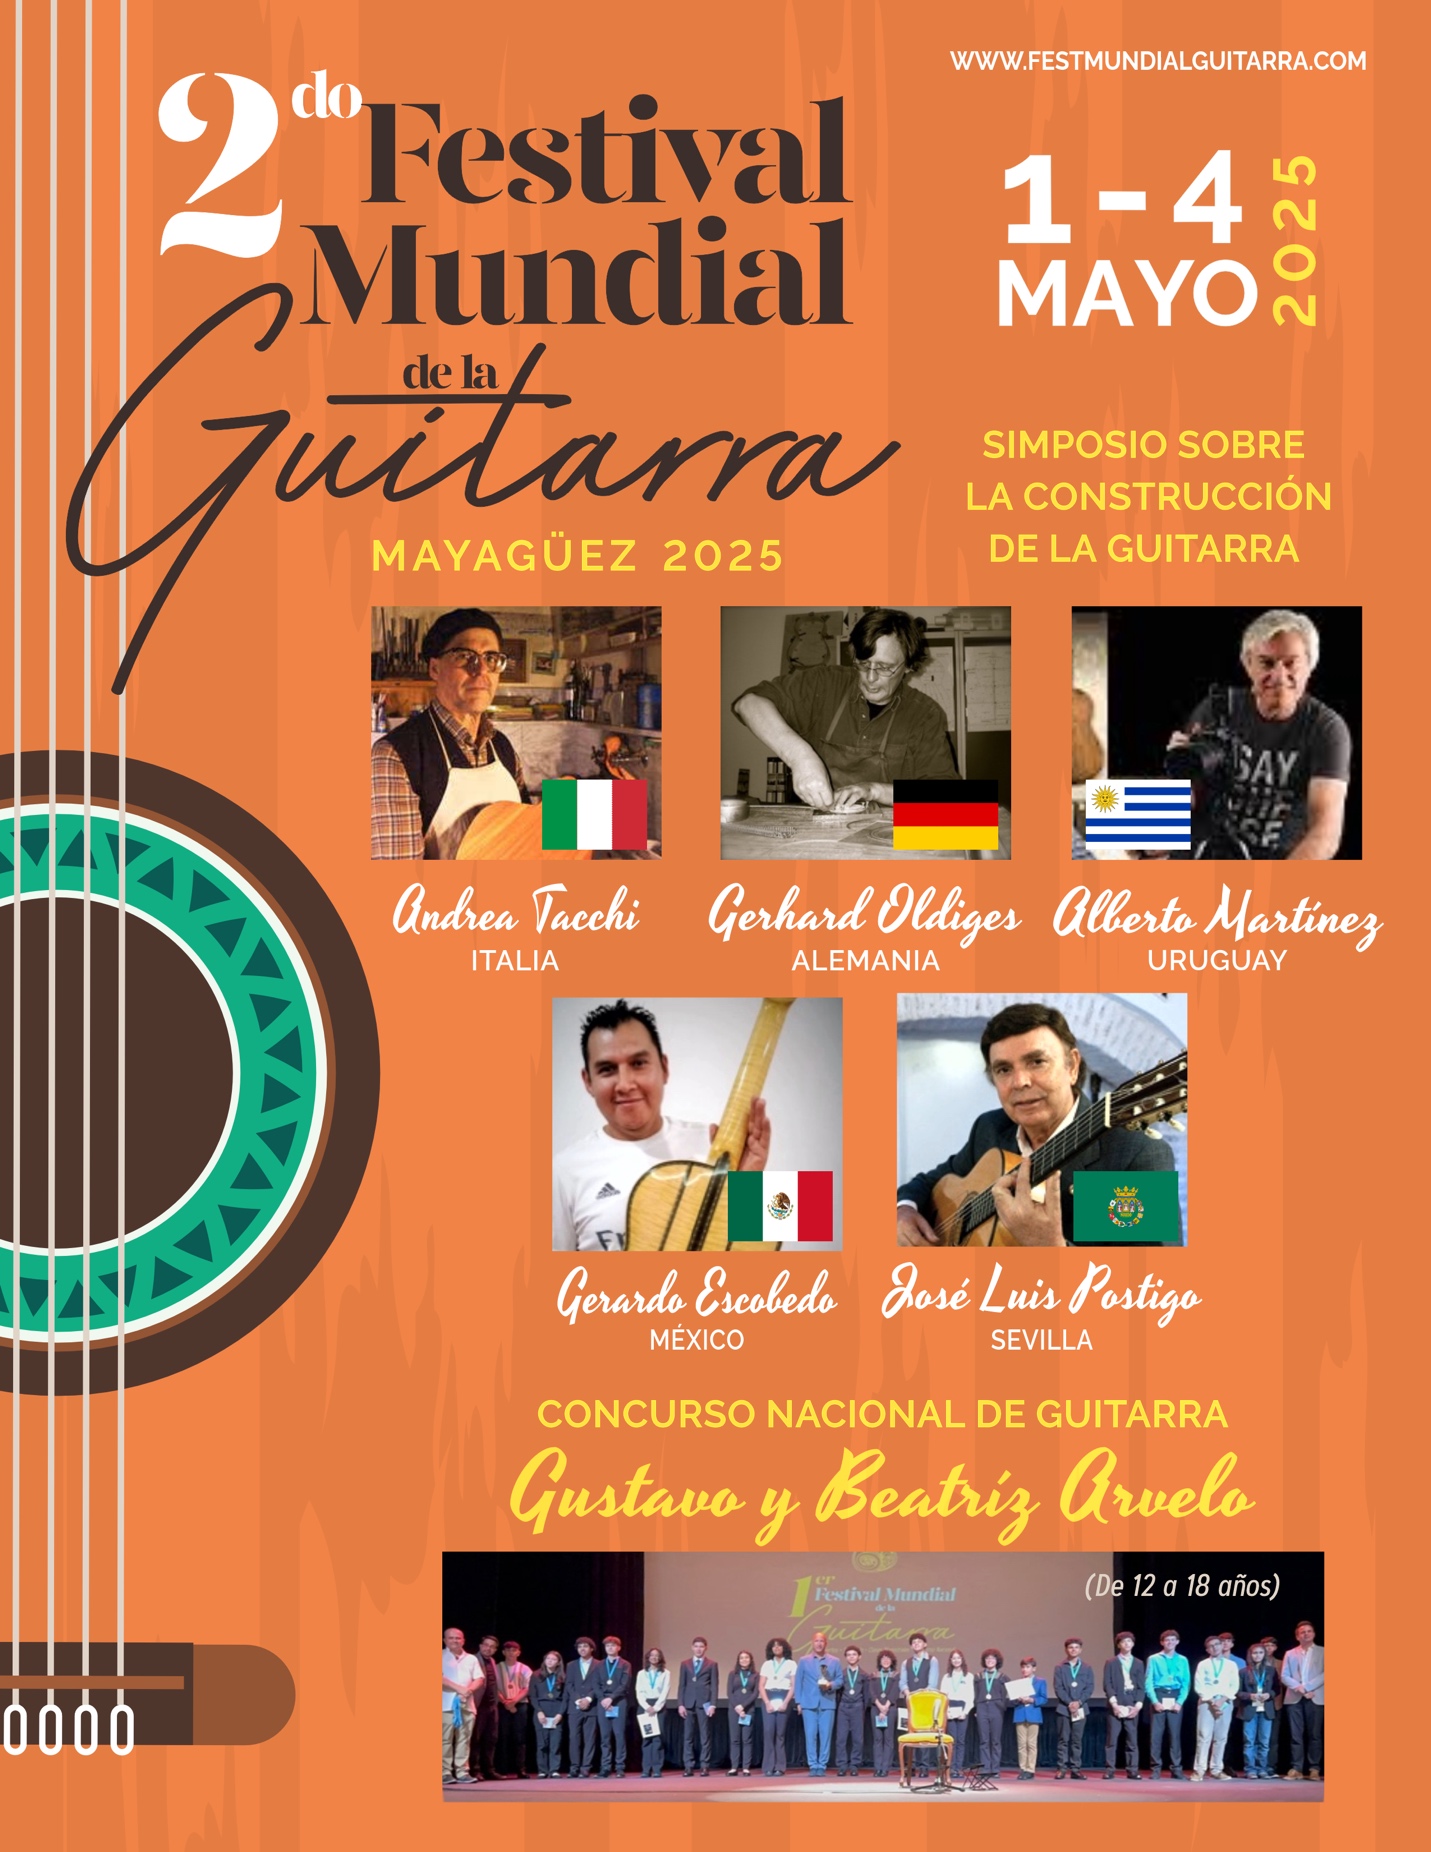 WWW.FESTMUNDIALGUITARRA.COM
2do Festival
Mundial
de la
Guitarra
MAYAGÜEZ 2025
1-4
MAYO
2025
SIMPOSIO SOBRE
LA CONSTRUCCIÓN
DE LA GUITARRA
SAY
Andrea Tacchi
ITALIA
Gerhard Oldiges
ALEMANIA
Alberto Martínez
URUGUAY
Gerardo Escobedo
MÉXICO
José Luis Postigo
SEVILLA
CONCURSO NACIONAL DE GUITARRA
Gustavo y Beatríz Arvelo
(De 12 a 18 años)
1er
Festival Mundial
de la
Guitarra